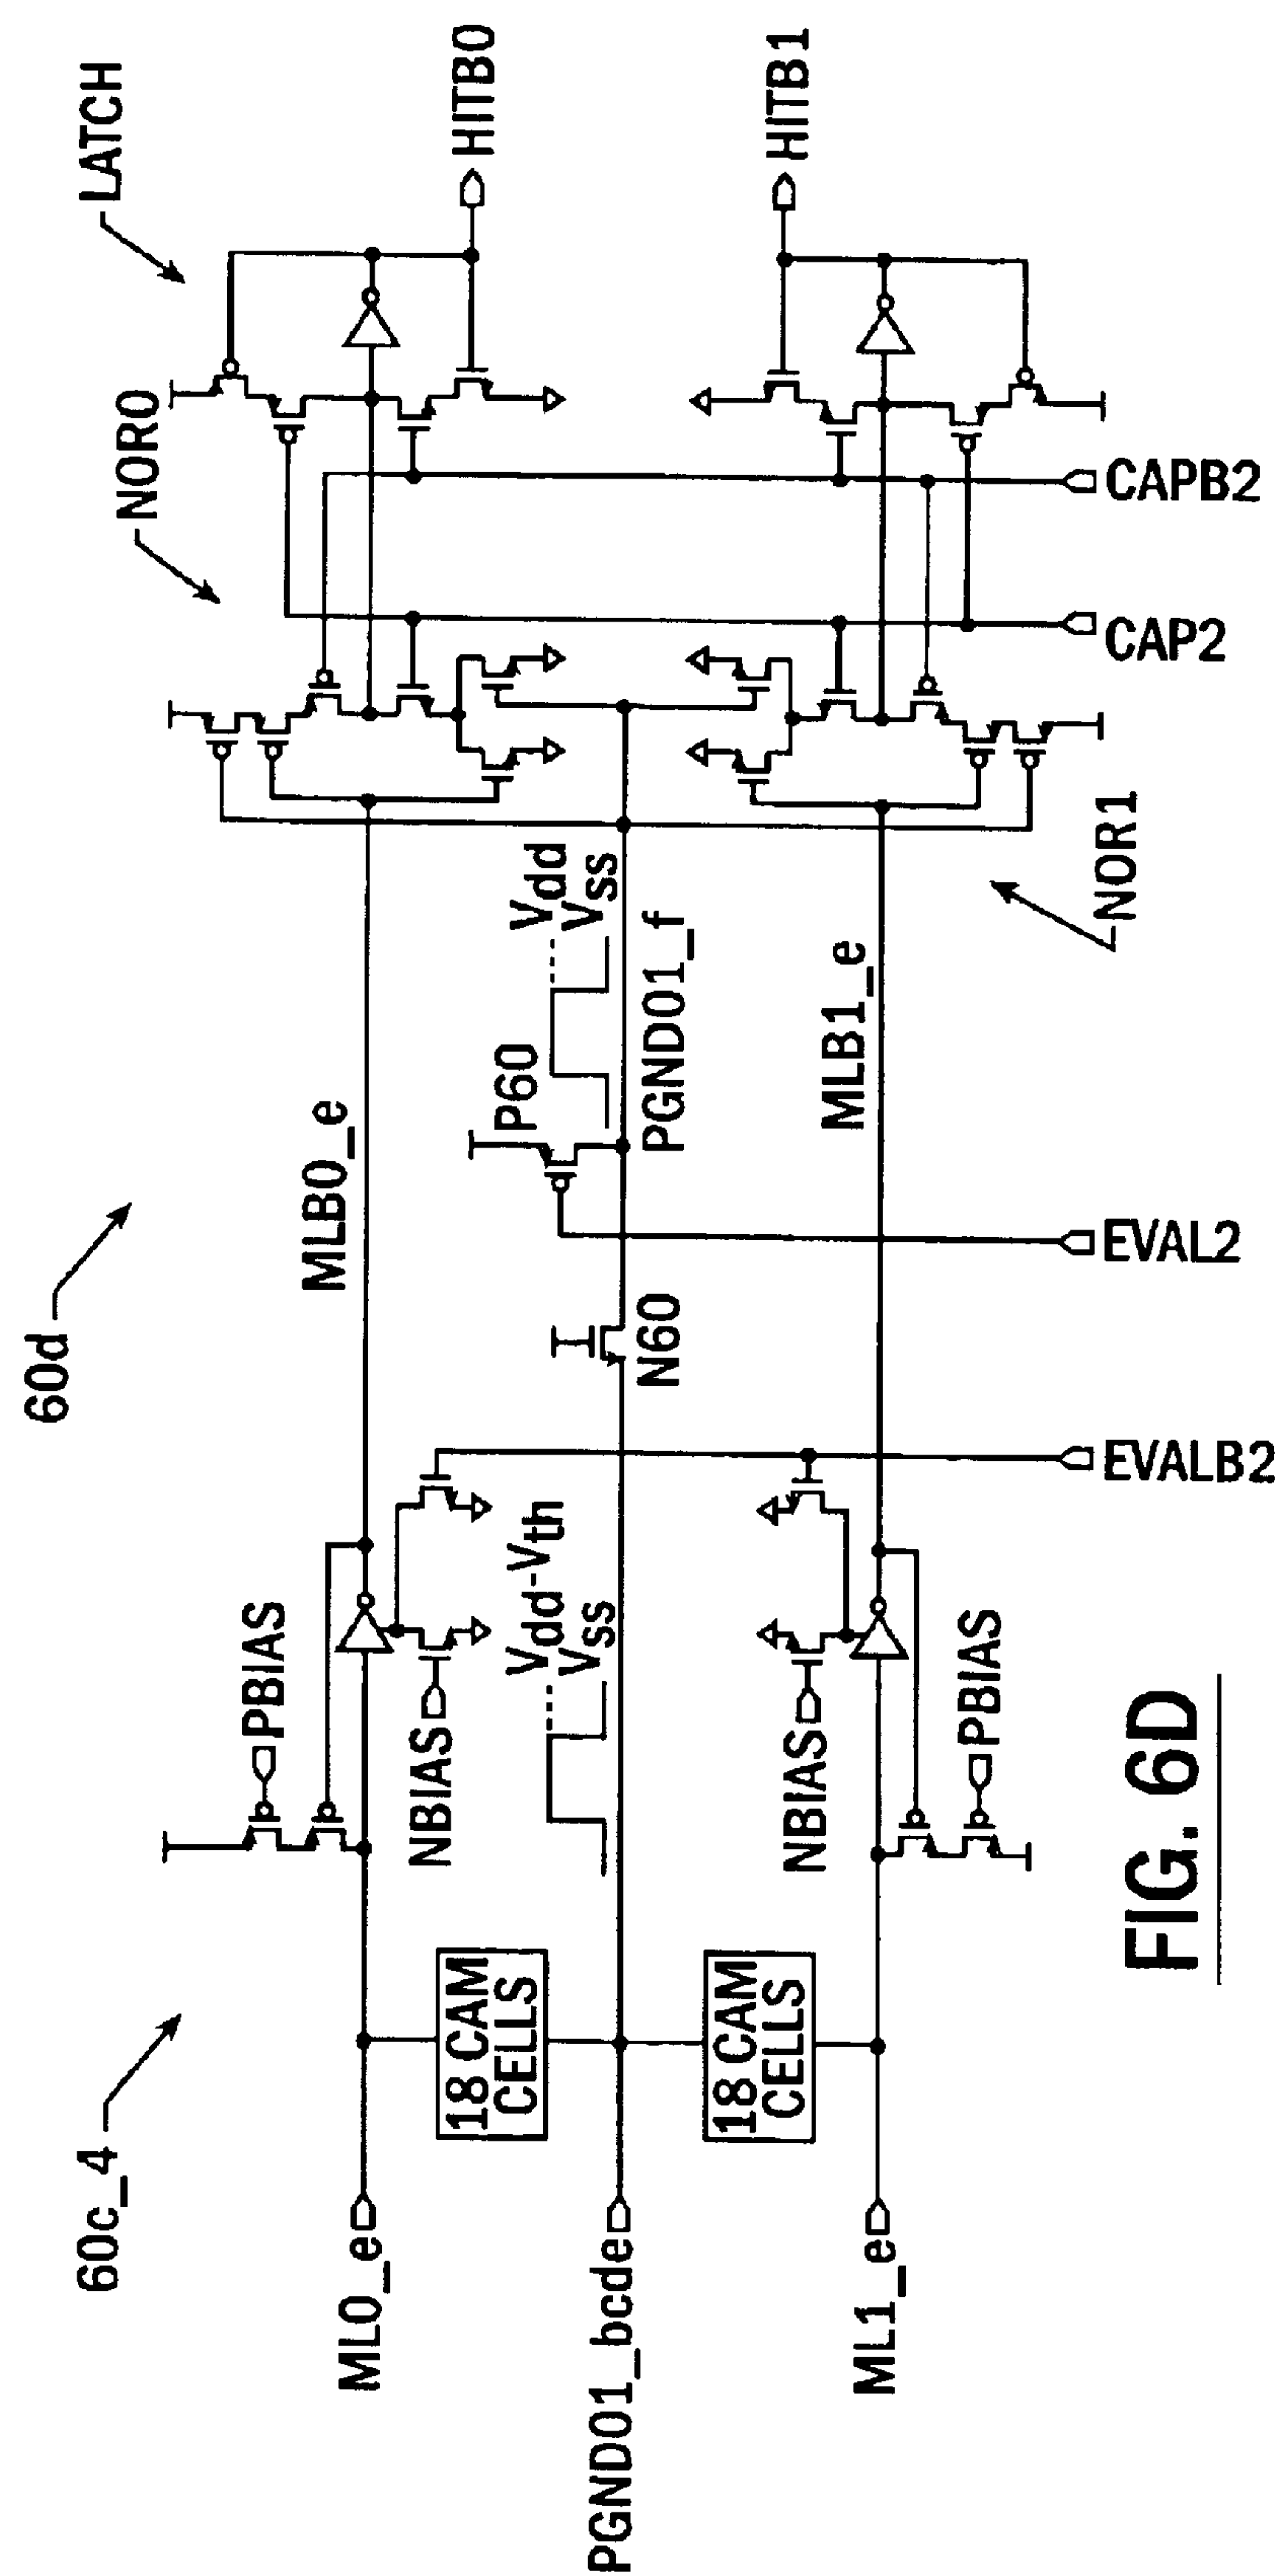 60c_4
60d
NOR0
LATCH
ML0_e
PBIAS
MLB0_e
HITB0
18 CAM
CELLS
NBIAS
Vdd-Vth
Vss
P60
Vdd
Vss
PGND01_bcde
N60
PGND01_f
18 CAM
CELLS
NBIAS
MLB1_e
HITB1
ML1_e
PBIAS
EVALB2
EVAL2
NOR1
CAP2
CAPB2
FIG. 6D